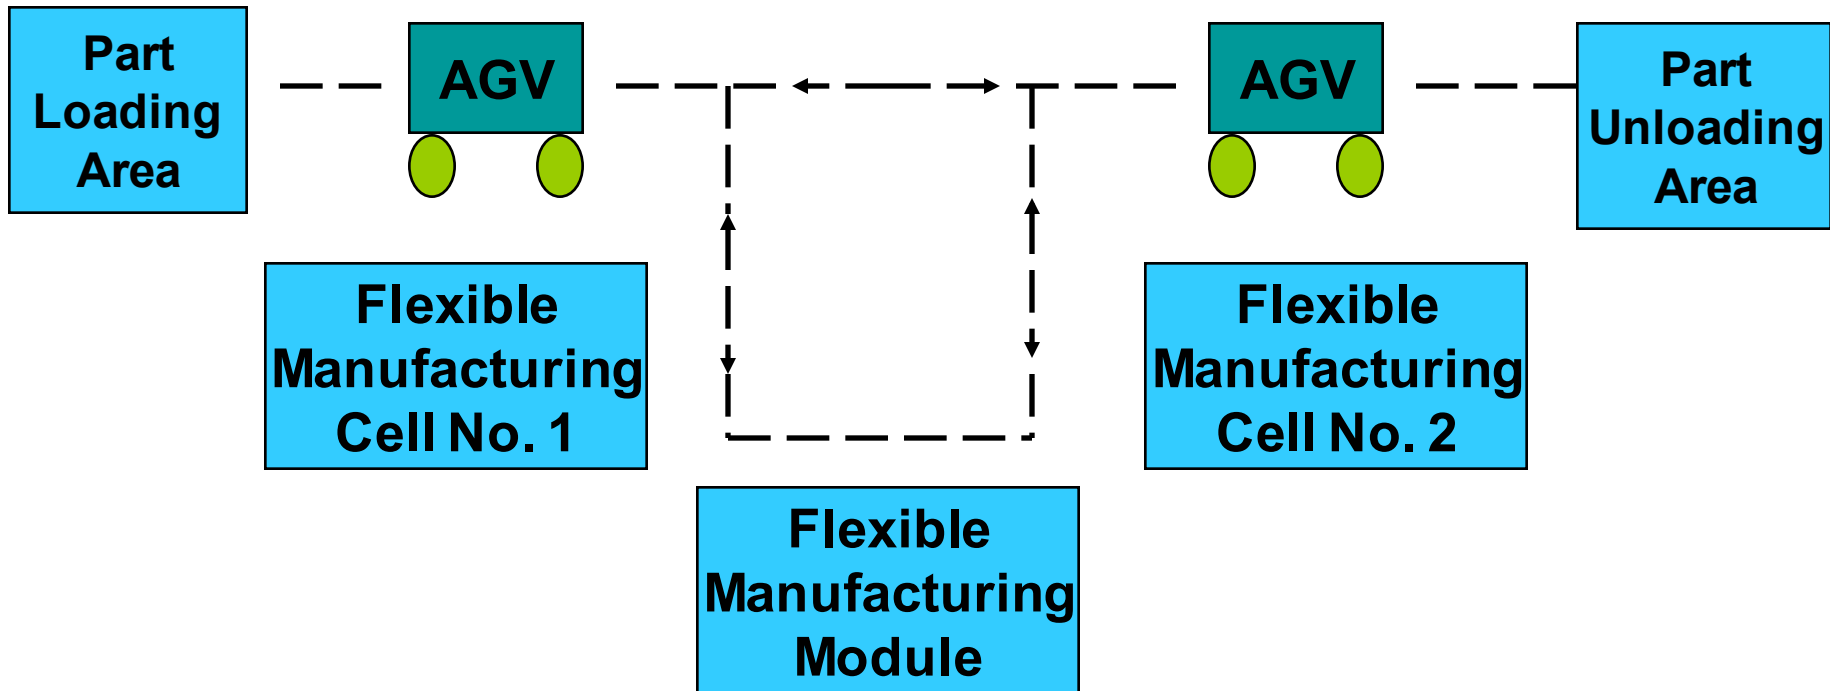 Part
Loading
Area
AGV
AGV
Part
Unloading
Area
Flexible
Manufacturing
Cell No. 1
Flexible
Manufacturing
Cell No. 2
Flexible
Manufacturing
Module